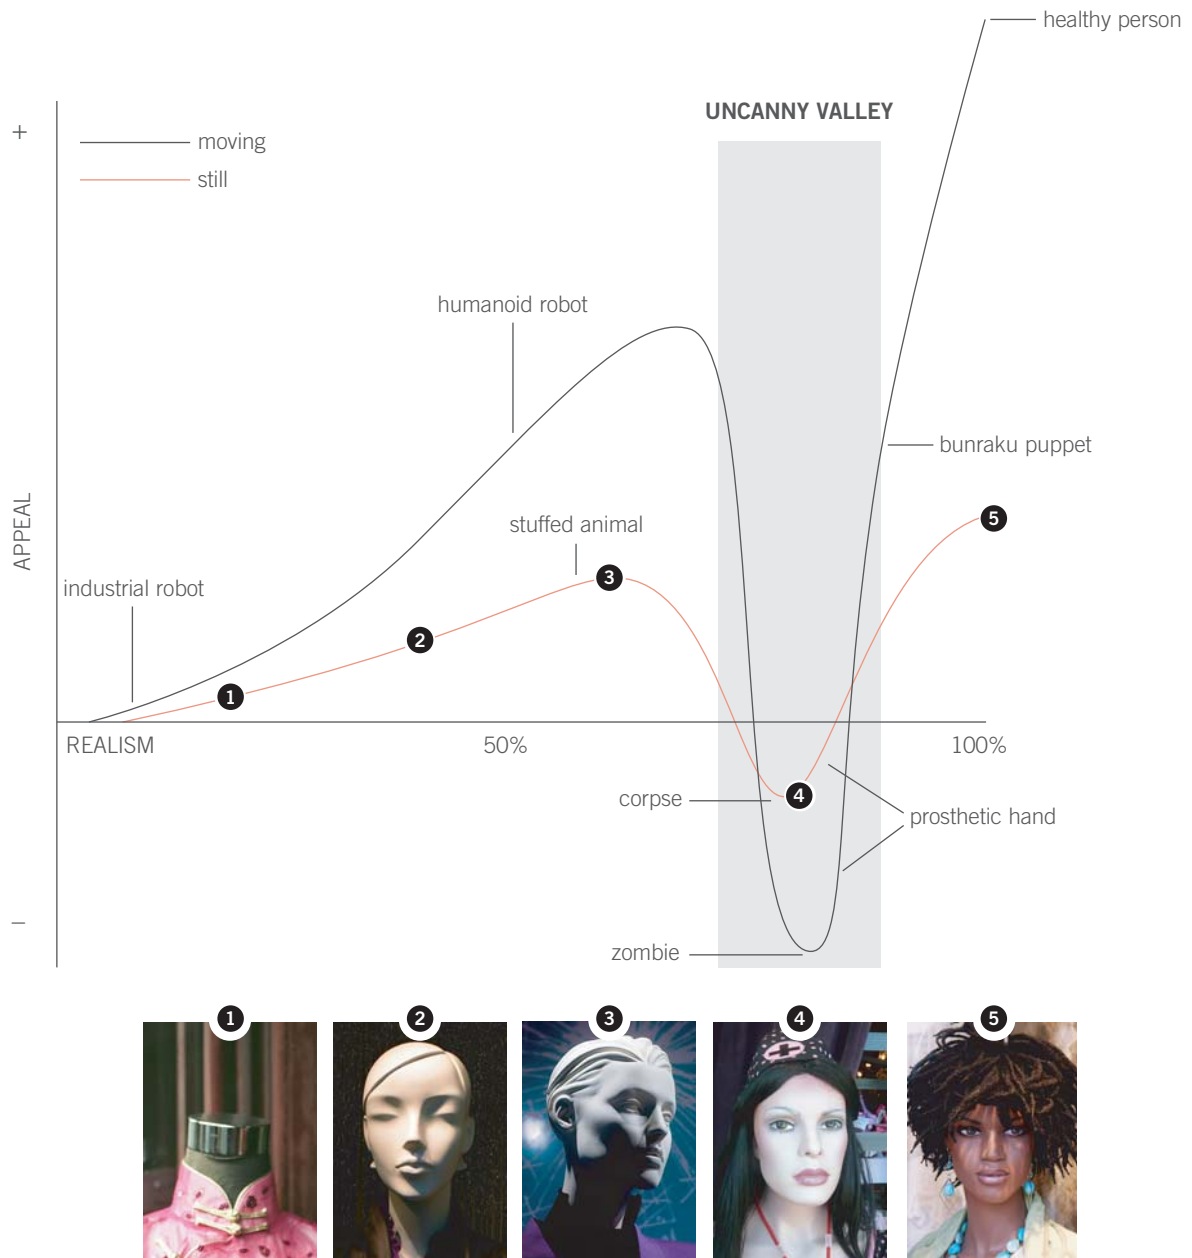 healthy person
UNCANNY VALLEY
+
moving
still
humanoid robot
bunraku puppet
APPEAL
stuffed animal
5
3
industrial robot
2
1
REALISM
50%
100%
corpse
4
prosthetic hand
–
zombie
1
2
3
4
5